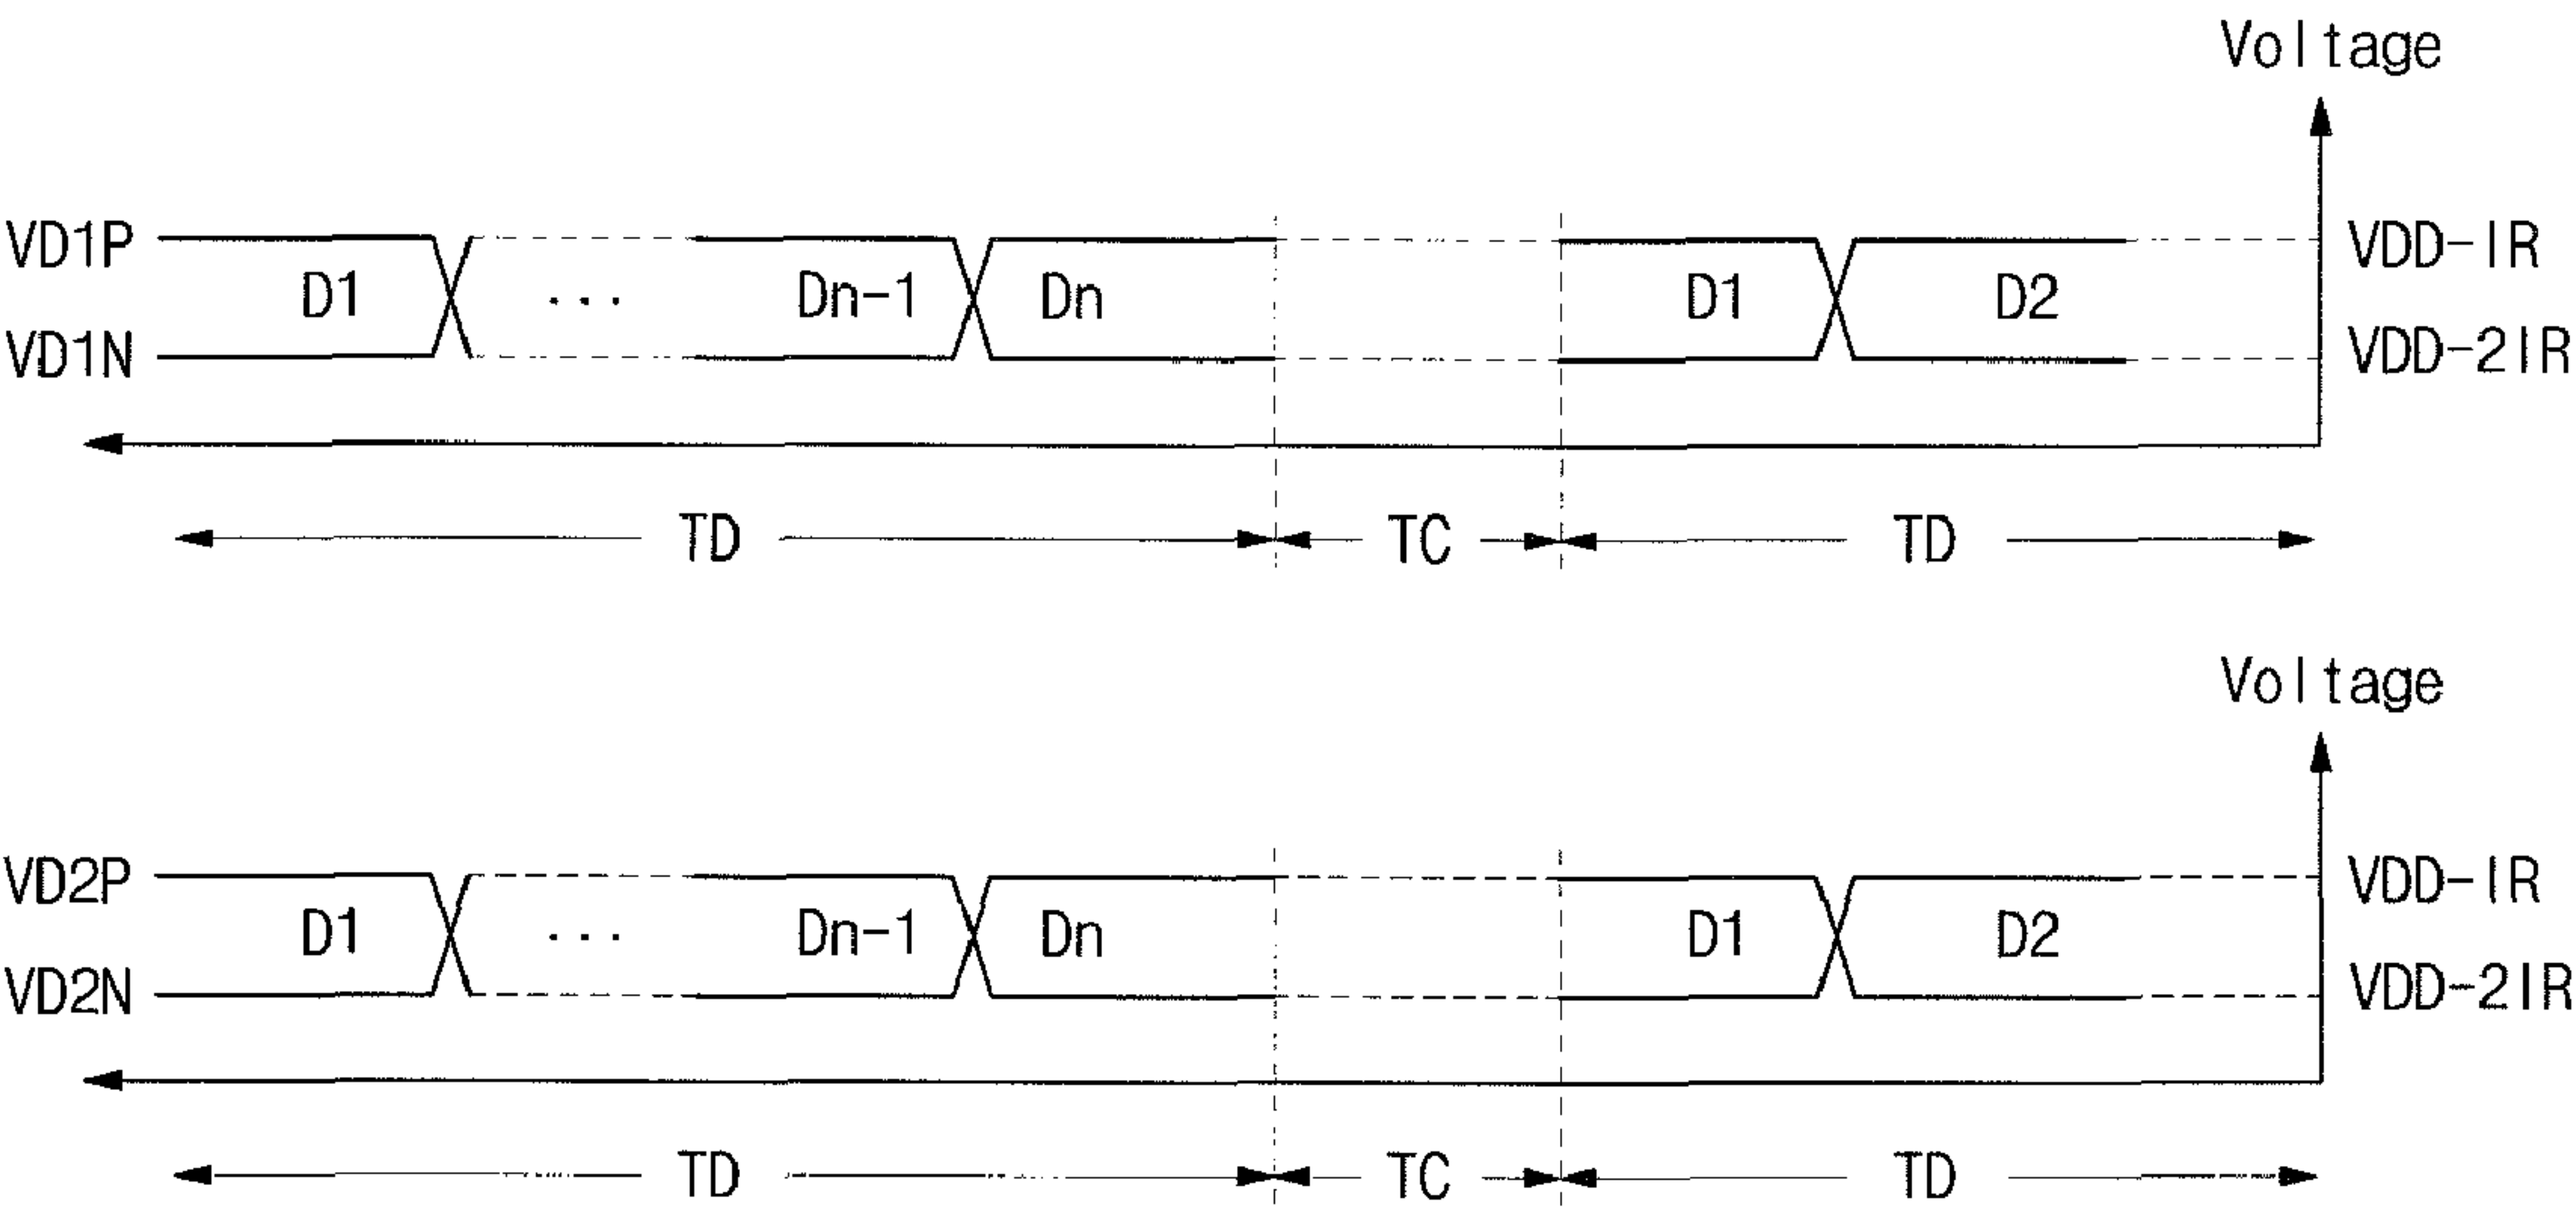 Voltage
VD1P VDD-IR
D1 ... Dn-1 Dn D1 D2
VD1N VDD-2IR
TD TC TD
Voltage
VD2P VDD-IR
D1 ... Dn-1 Dn D1 D2
VD2N VDD-2IR
TD TC TD